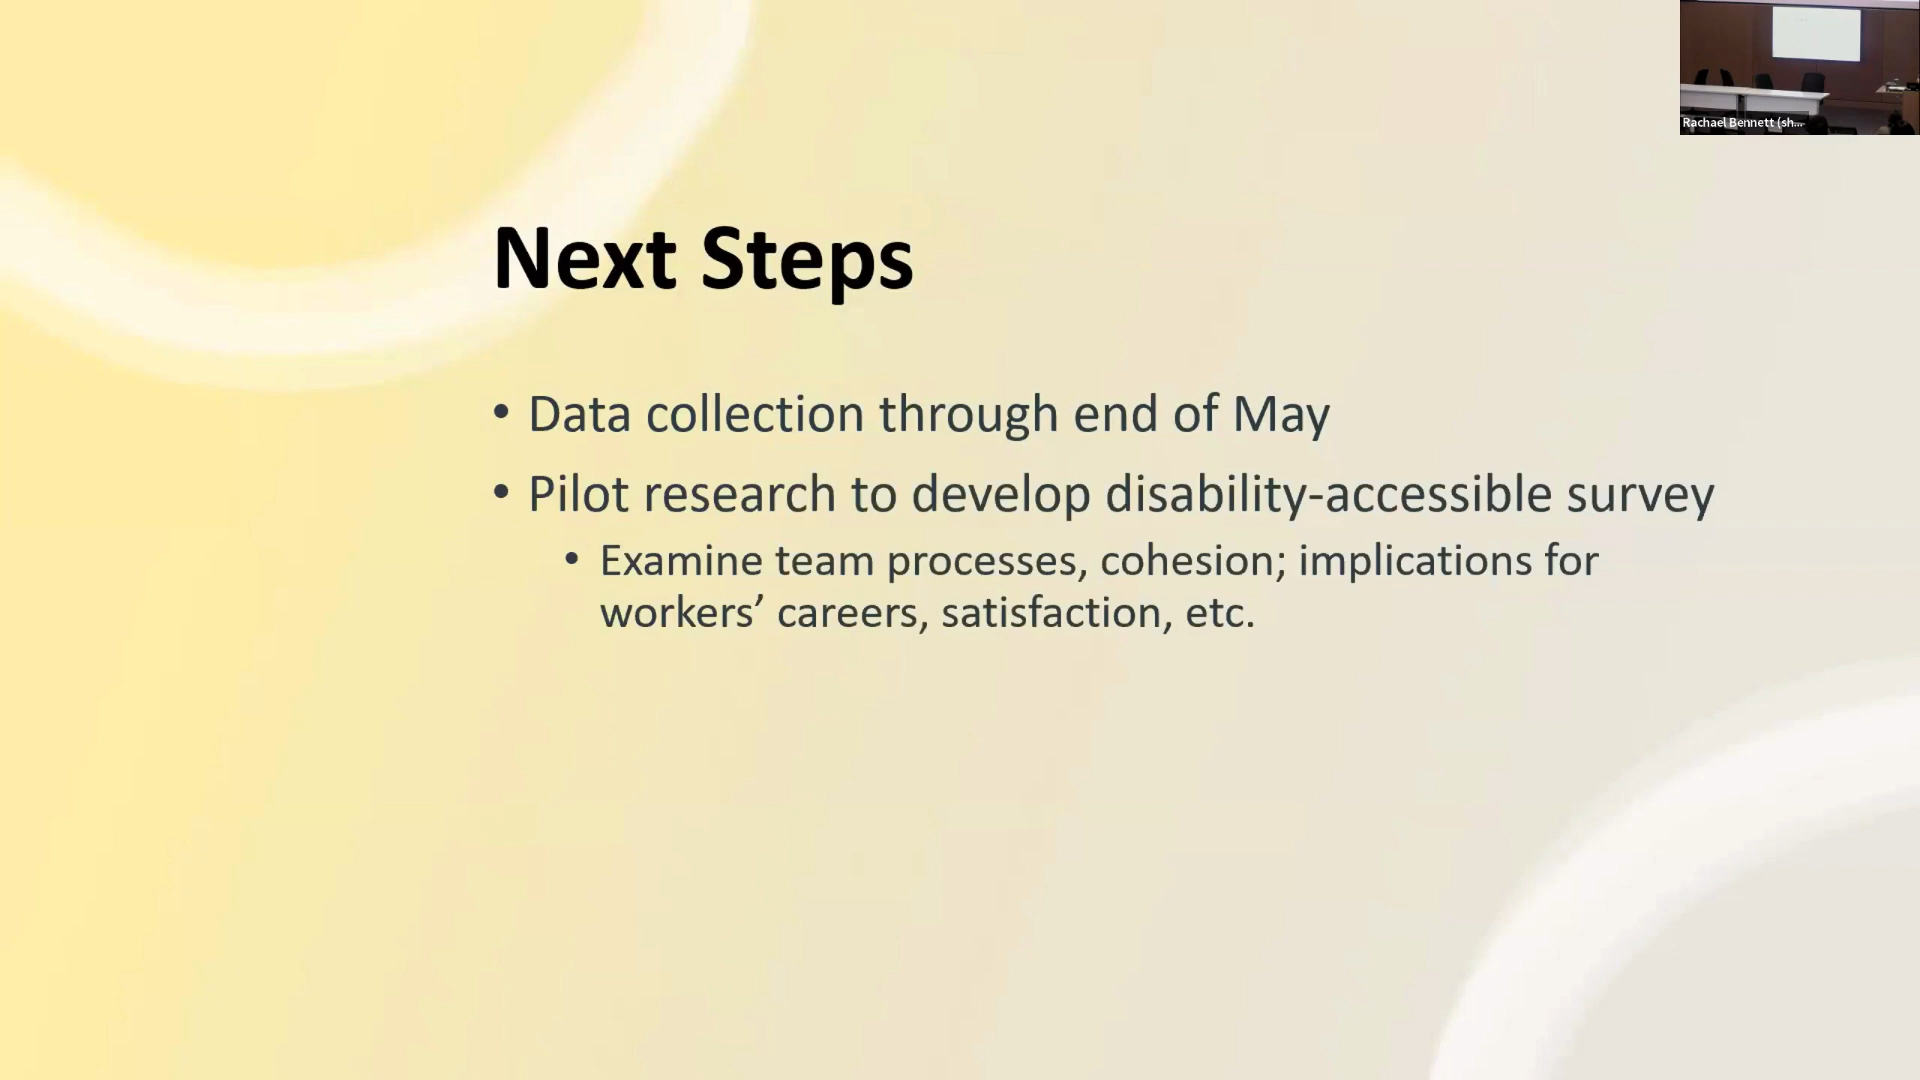 Rachael Bennett (sh...
Next Steps
• Data collection through end of May
• Pilot research to develop disability-accessible survey
• Examine team processes, cohesion; implications for
workers’ careers, satisfaction, etc.